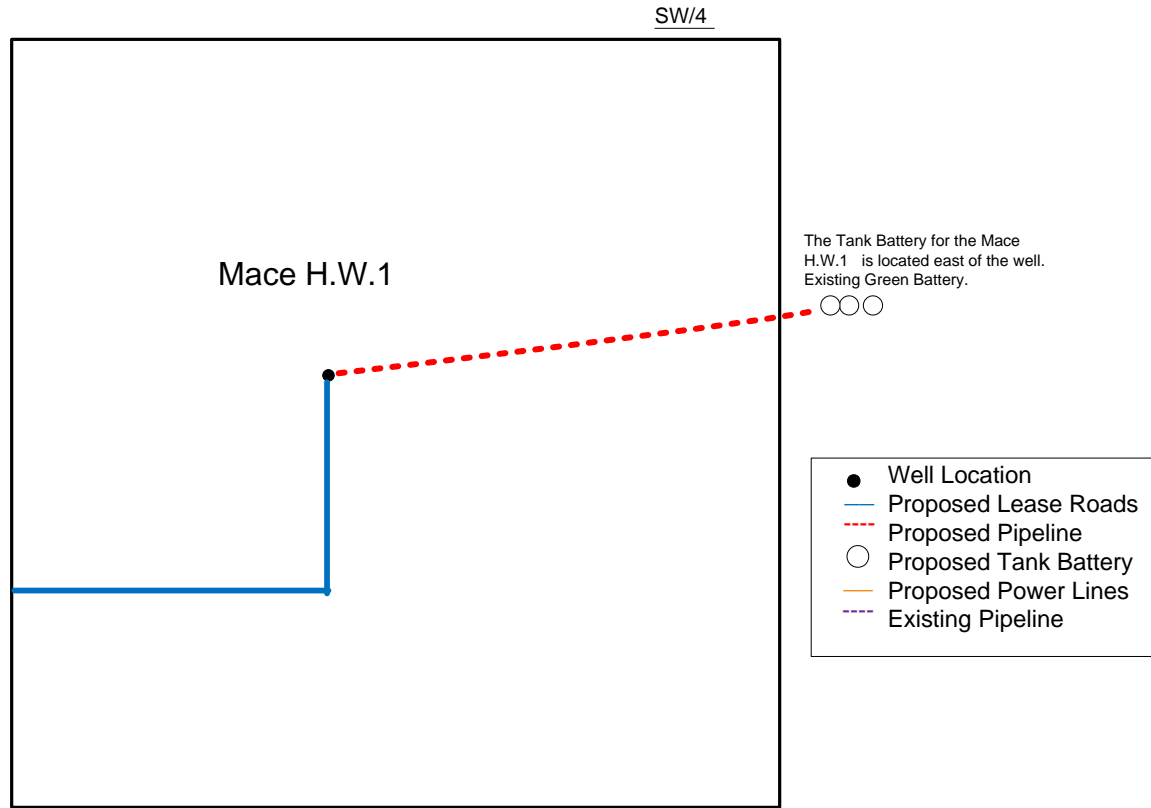 SW/4
The Tank Battery for the Mace
H.W.1 is located east of the well.
Existing Green Battery.
Mace H.W.1
Well Location
Proposed Lease Roads
Proposed Pipeline
Proposed Tank Battery
Proposed Power Lines
Existing Pipeline